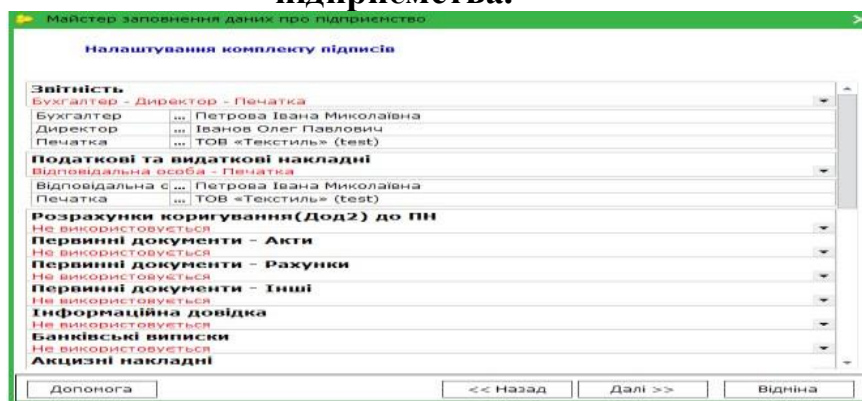 підприємства.
Майстер заповнення даних про підприємство
Налаштування комплекту підписів
Звітність
Бухгалтер - Директор - Печатка
Бухгалтер ... Петрова Івана Миколаївна
Директор ... Іванов Олег Павлович
Печатка ... ТОВ «Текстиль» (test)
Податкові та видаткові накладні
Відповідальна особа - Печатка
Відповідальна с ... Петрова Івана Миколаївна
Печатка ... ТОВ «Текстиль» (test)
Розрахунки коригування(Дод2) до ПН
Не використовується
Первинні документи - Акти
Не використовується
Первинні документи - Рахунки
Не використовується
Первинні документи - Інші
Не використовується
Інформаційна довідка
Не використовується
Банківські виписки
Не використовується
Акцизні накладні
Допомога << Назад Далі >> Відміна